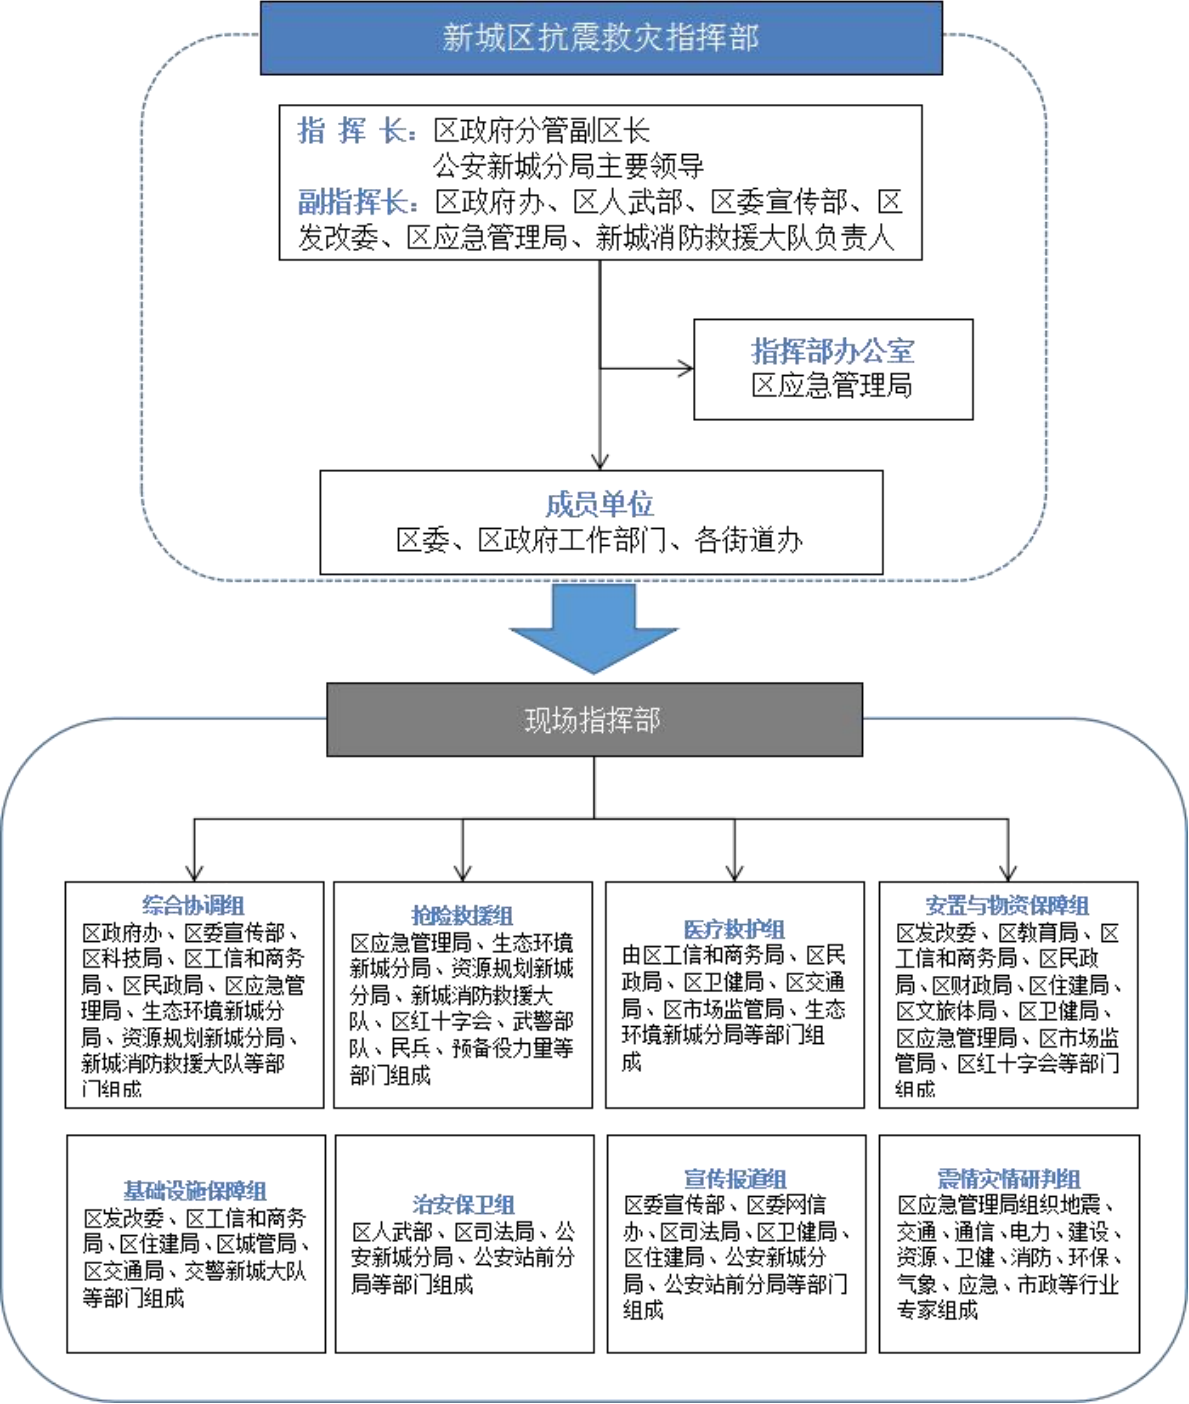 新城区抗震救灾指挥部
指 挥 长：区政府分管副区长
公安新城分局主要领导
副指挥长：区政府办、区人武部、区委宣传部、区
发改委、区应急管理局、新城消防救援大队负责人
指挥部办公室
区应急管理局
成员单位
区委、区政府工作部门、各街道办
现场指挥部
综合协调组
区政府办、区委宣传部、
区科技局、区工信和商务
局、区民政局、区应急管
理局、生态环境新城分
局、资源规划新城分局、
新城消防救援大队等部
门组成
抢险救援组
区应急管理局、生态环境
新城分局、资源规划新城
分局、新城消防救援大
队、区红十字会、武警部
队、民兵、预备役力量等
部门组成
医疗救护组
由区工信和商务局、区民
政局、区卫健局、区交通
局、区市场监管局、生态
环境新城分局等部门组
成
安置与物资保障组
区发改委、区教育局、区
工信和商务局、区民政
局、区财政局、区住建局、
区文旅体局、区卫健局、
区应急管理局、区市场监
管局、区红十字会等部门
组成
基础设施保障组
区发改委、区工信和商务
局、区住建局、区城管局、
区交通局、交警新城大队
等部门组成
治安保卫组
区人武部、区司法局、公
安新城分局、公安站前分
局等部门组成
宣传报道组
区委宣传部、区委网信
办、区司法局、区卫健局、
区住建局、公安新城分
局、公安站前分局等部门
组成
震情灾情研判组
区应急管理局组织地震、
交通、通信、电力、建设、
资源、卫健、消防、环保、
气象、应急、市政等行业
专家组成